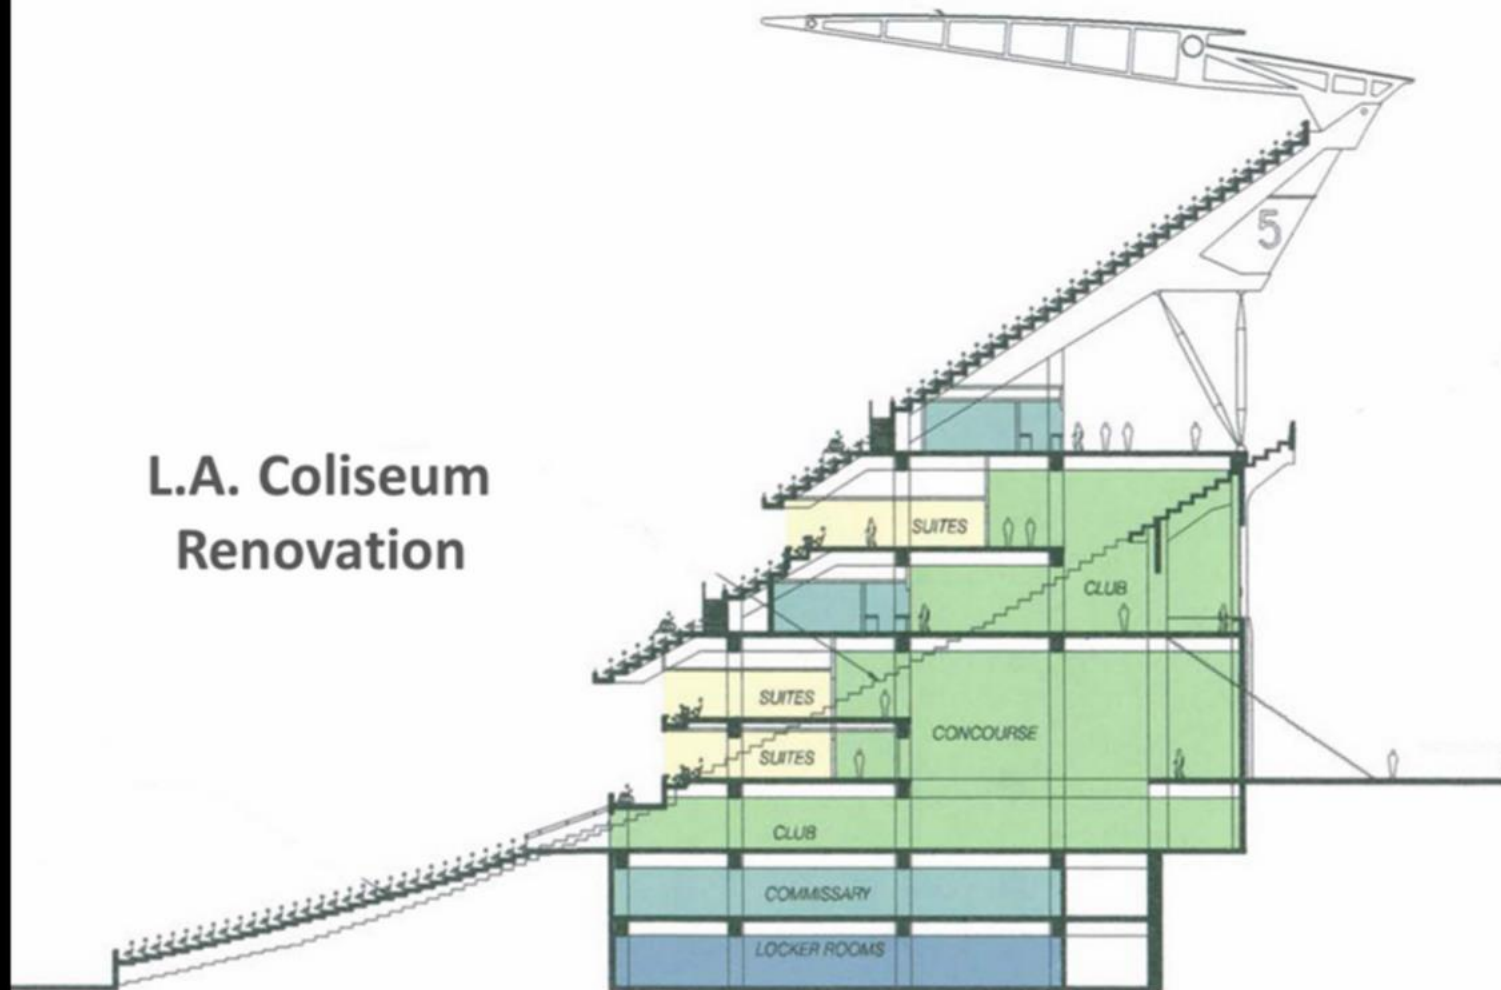 L.A. Coliseum
Renovation
5
SUITES
CLUB
SUITES
CONCOURSE
SUITES
CLUB
COMMISSARY
LOCKER ROOMS